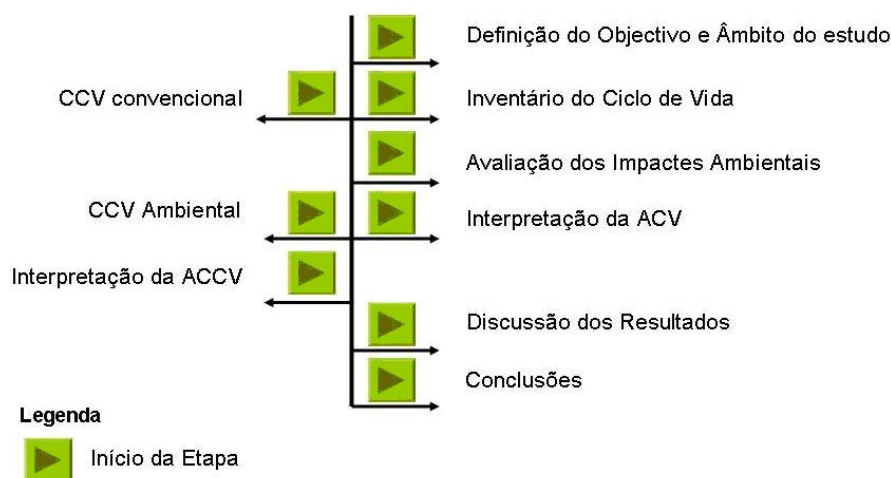 Definição do Objectivo e Âmbito do estudo
CCV convencional
Inventário do Ciclo de Vida
Avaliação dos Impactes Ambientais
CCV Ambiental
Interpretação da ACV
Interpretação da ACCV
Discussão dos Resultados
Conclusões
Legenda
Início da Etapa